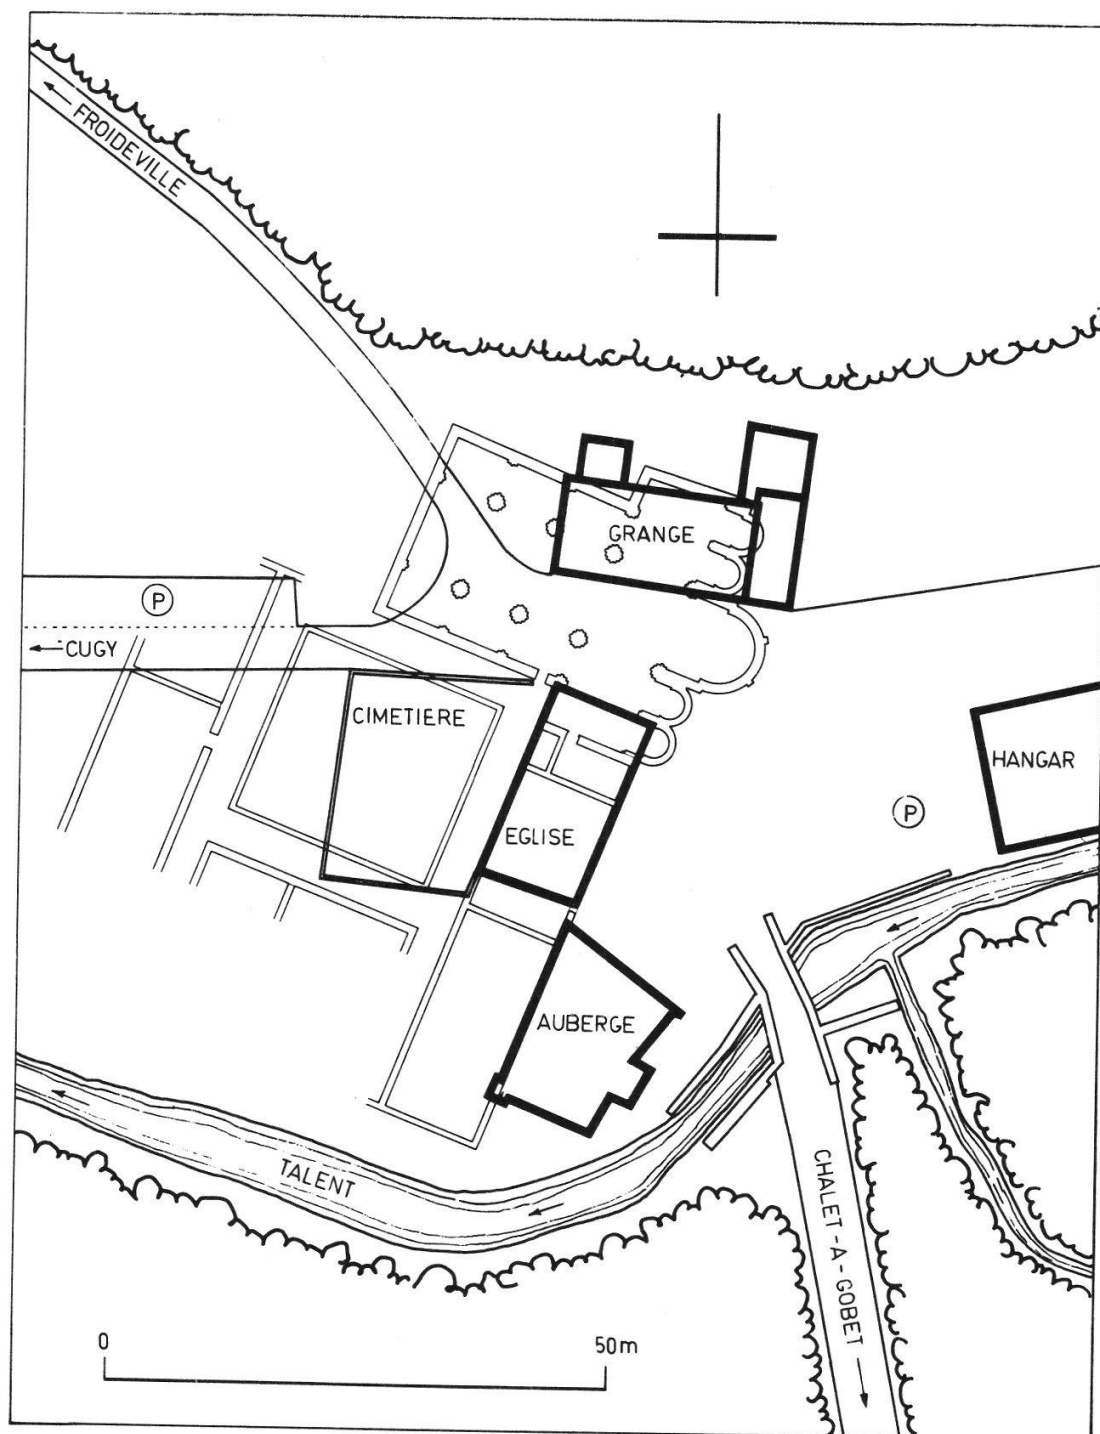 FROIDEVILLE
GRANGE
P
CUGY
CIMETIERE
HANGAR
P
EGLISE
AUBERGE
TALENT
CHALET-A-GOBET
0
50m